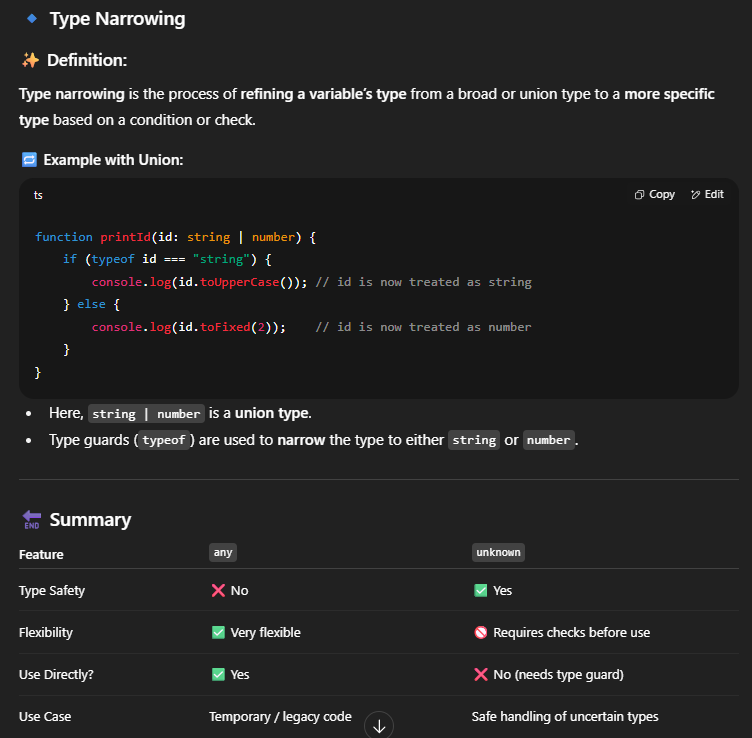 🔹 Type Narrowing
✨ Definition:
Type narrowing is the process of refining a variable’s type from a broad or union type to a more specific
type based on a condition or check.
🔁 Example with Union:
ts Copy Edit
function printId(id: string | number) {
    if (typeof id === "string") {
        console.log(id.toUpperCase()); // id is now treated as string
    } else {
        console.log(id.toFixed(2));    // id is now treated as number
    }
}
• Here, string | number is a union type.
• Type guards (typeof) are used to narrow the type to either string or number.
🔚 Summary
Feature any unknown
Type Safety ❌ No ✅ Yes
Flexibility ✅ Very flexible 🚫 Requires checks before use
Use Directly? ✅ Yes ❌ No (needs type guard)
Use Case Temporary / legacy code Safe handling of uncertain types